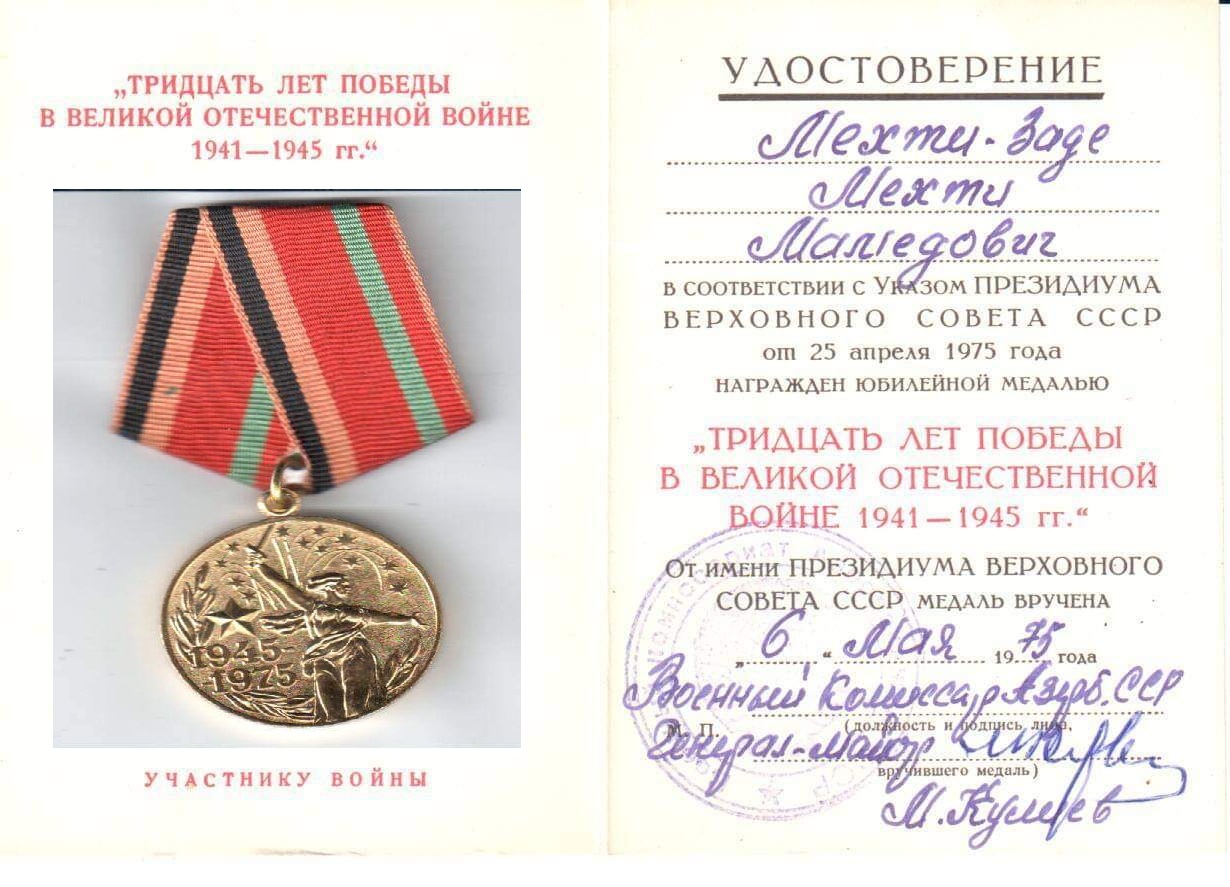 „ТРИДЦАТЬ ЛЕТ ПОБЕДЫ
В ВЕЛИКОЙ ОТЕЧЕСТВЕННОЙ ВОЙНЕ
1941—1945 гг.“
1945-
-1975
УЧАСТНИКУ ВОЙНЫ
УДОСТОВЕРЕНИЕ
Мехти-Заде
Мехти
Мамедович
в соответствии с Указом ПРЕЗИДИУМА
ВЕРХОВНОГО СОВЕТА СССР
от 25 апреля 1975 года
награжден юбилейной медалью
„ТРИДЦАТЬ ЛЕТ ПОБЕДЫ
В ВЕЛИКОЙ ОТЕЧЕСТВЕННОЙ
ВОЙНЕ 1941—1945 гг.“
От имени ПРЕЗИДИУМА ВЕРХОВНОГО
СОВЕТА СССР медаль вручена
„6“ Мая 1975 года
Военный Комиссар Азерб. ССР
М. П. (должность и подпись лица,
Генерал-майор
вручившего медаль)
М. Кулиев